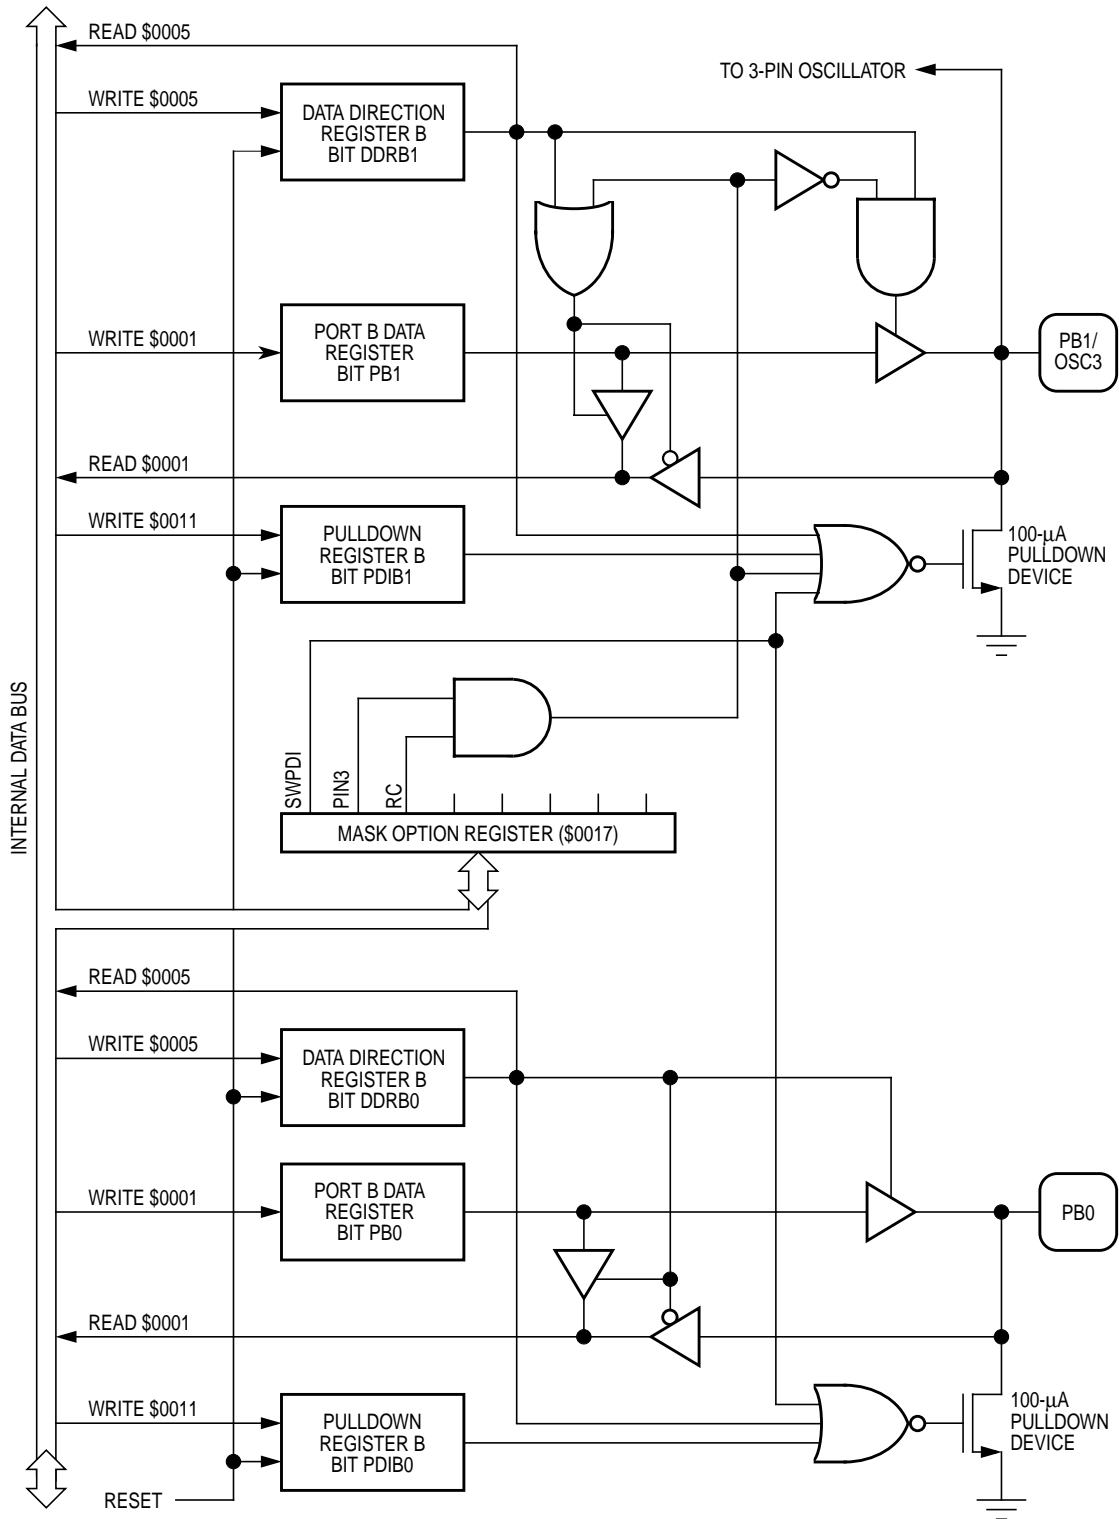 READ $0005
TO 3-PIN OSCILLATOR
WRITE $0005
DATA DIRECTION
REGISTER B
BIT DDRB1
WRITE $0001
PORT B DATA
REGISTER
BIT PB1
PB1/
OSC3
READ $0001
WRITE $0011
PULLDOWN
REGISTER B
BIT PDIB1
100-µA
PULLDOWN
DEVICE
INTERNAL DATA BUS
SWPDI
PIN3
RC
MASK OPTION REGISTER ($0017)
READ $0005
WRITE $0005
DATA DIRECTION
REGISTER B
BIT DDRB0
WRITE $0001
PORT B DATA
REGISTER
BIT PB0
PB0
READ $0001
WRITE $0011
PULLDOWN
REGISTER B
BIT PDIB0
100-µA
PULLDOWN
DEVICE
RESET